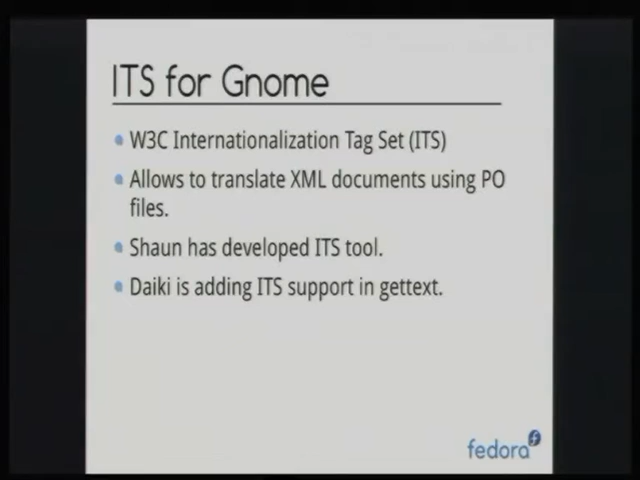 ITS for Gnome
W3C Internationalization Tag Set (ITS)
Allows to translate XML documents using PO
files.
Shaun has developed ITS tool.
Daiki is adding ITS support in gettext.
fedora